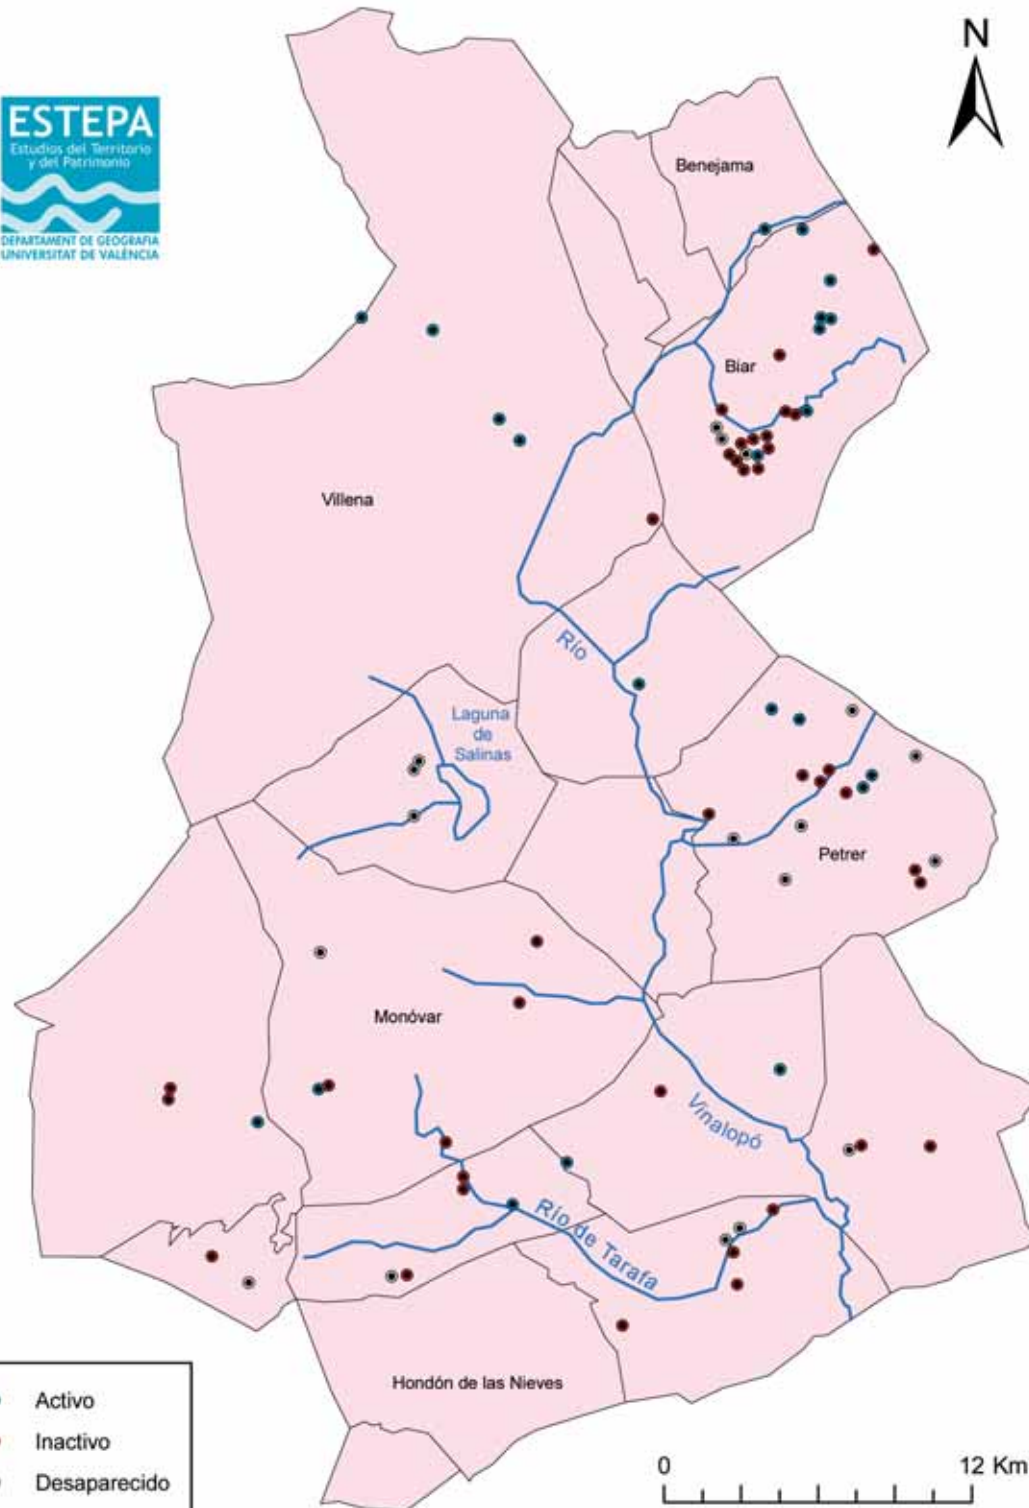 N
ESTEPA
Estudios del Territorio
y del Patrimonio
DEPARTAMENT DE GEOGRAFIA
UNIVERSITAT DE VALÈNCIA
Benejama
Biar
Villena
Río
Laguna
de
Salinas
Petrer
Monóvar
Vinalopó
Río de Tarafa
Hondón de las Nieves
Activo
Inactivo
Desaparecido
0 12 Km